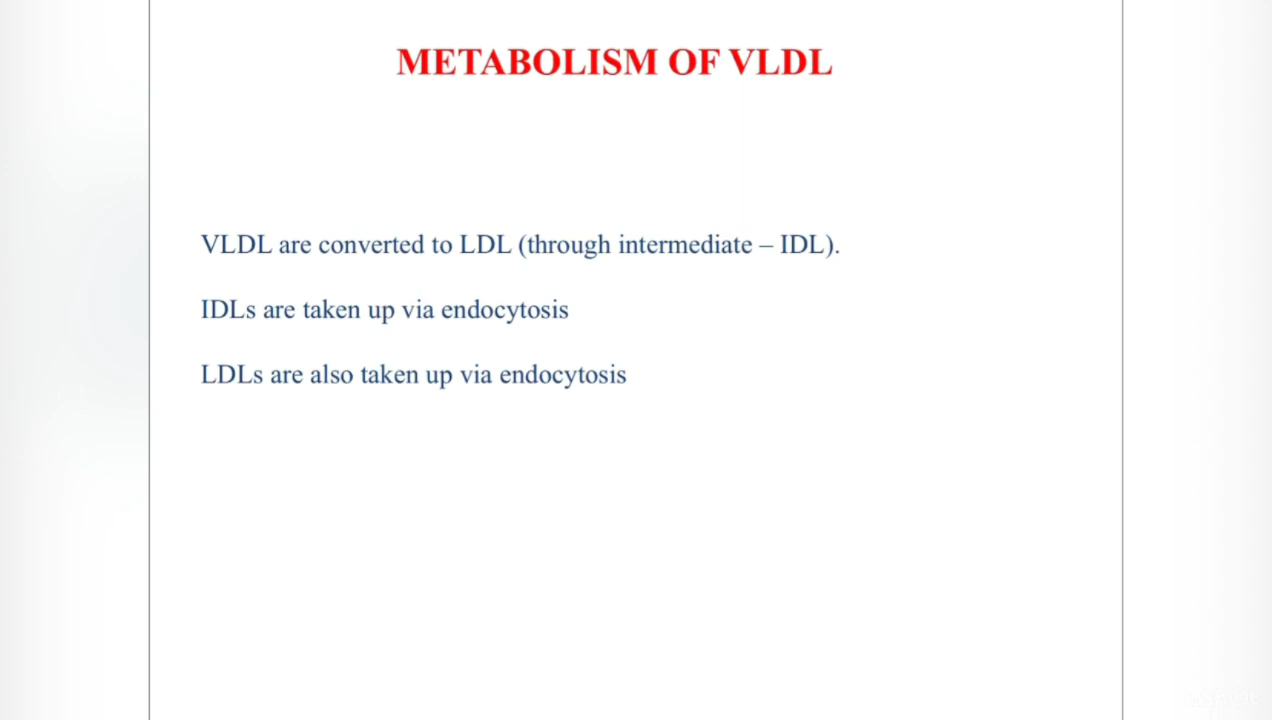 METABOLISM OF VLDL
VLDL are converted to LDL (through intermediate – IDL).
IDLs are taken up via endocytosis
LDLs are also taken up via endocytosis